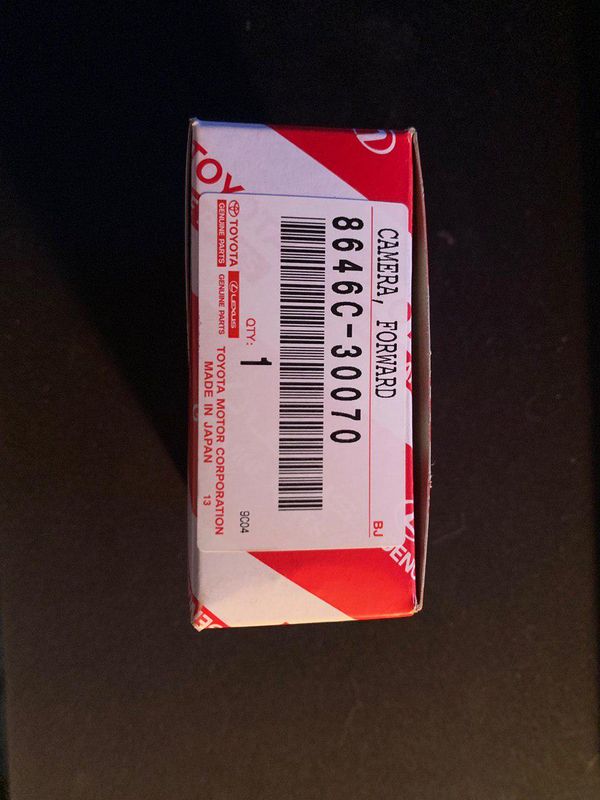 CAMERA, FORWARD
8646C-30070
BJ
QTY:
1
9C04
TOYOTA
GENUINE PARTS
LEXUS
GENUINE PARTS
TOYOTA MOTOR CORPORATION
MADE IN JAPAN
13
TOY